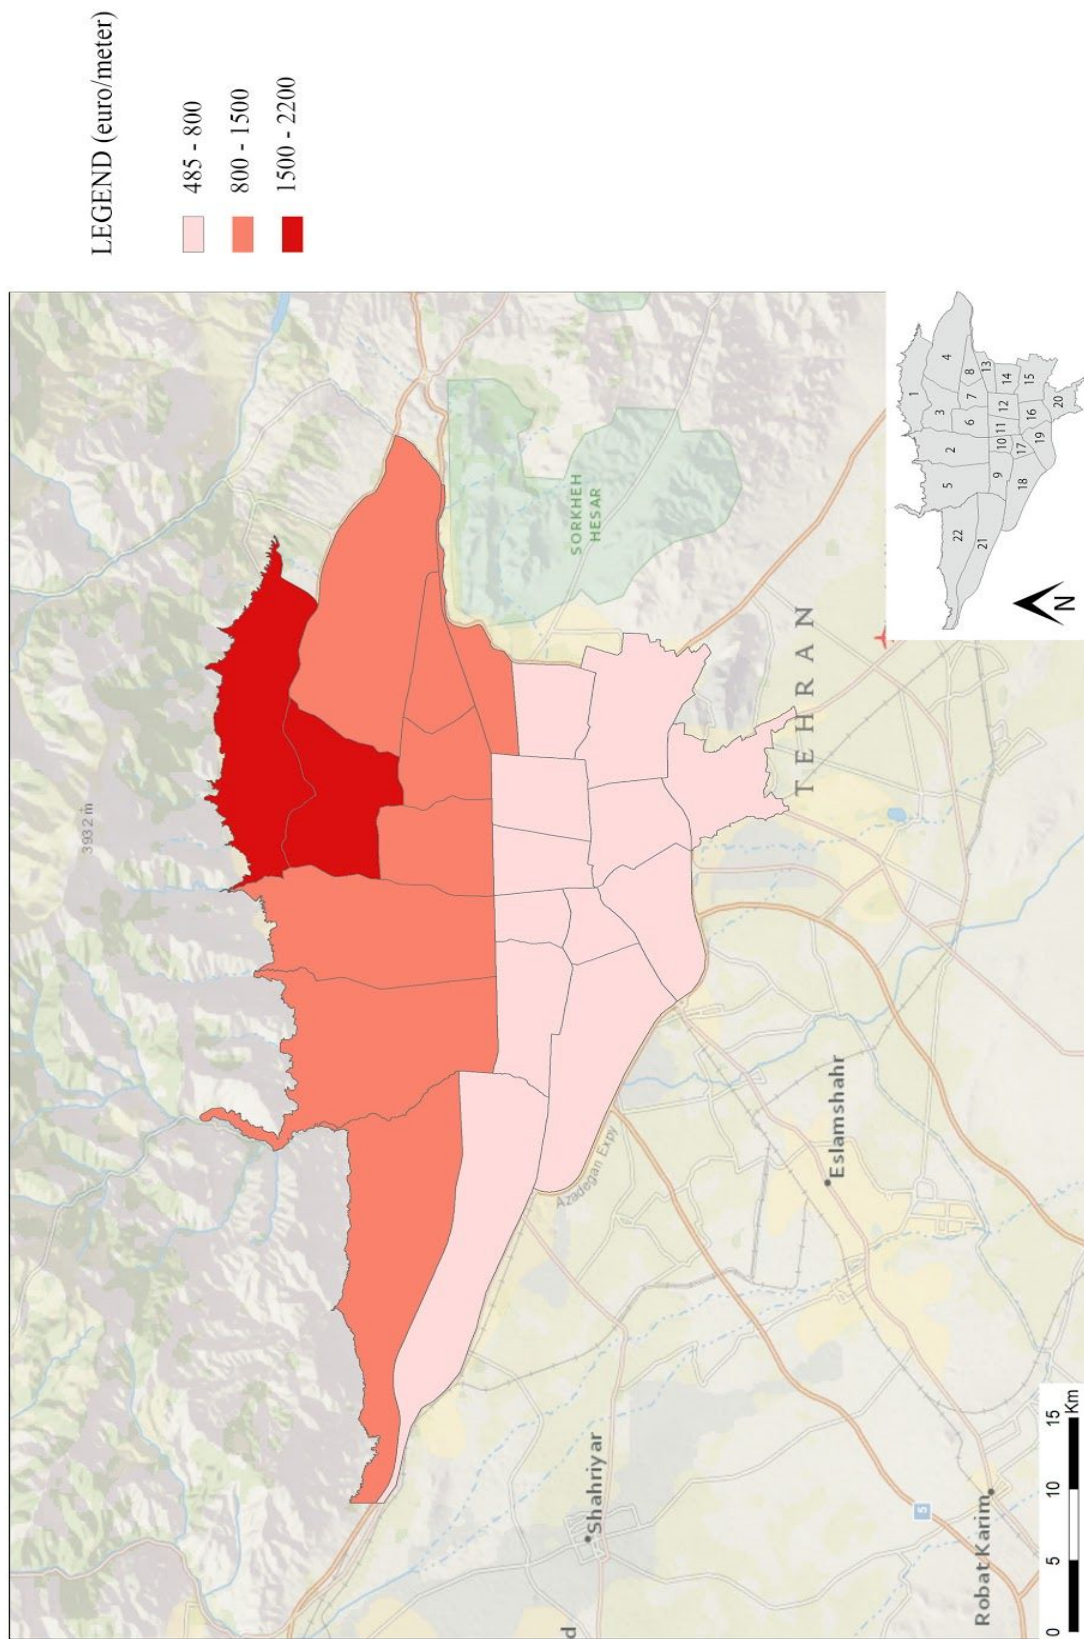 LEGEND (euro/meter)
485 - 800
800 - 1500
1500 - 2200
3932 m
SORKHEH
HESAR
TEHRAN
Azadegan Expy
Eslamshahr
Shahriyar
5
Robat Karim
d
0 5 10 15
Km
N
1
2
3
4
5
6
7
8
9
10
11
12
13
14
15
16
17
18
19
20
21
22